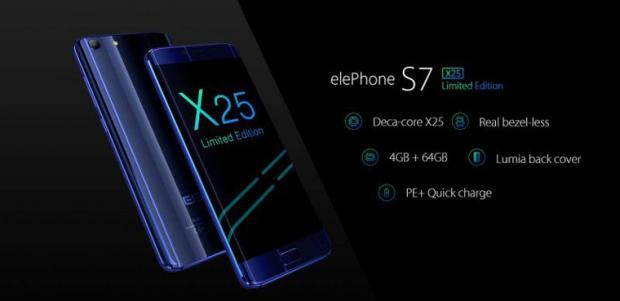 X25
Limited Edition
elePhone S7 X25
Limited Edition
Deca-core X25
Real bezel-less
4GB + 64GB
Lumia back cover
PE+ Quick charge